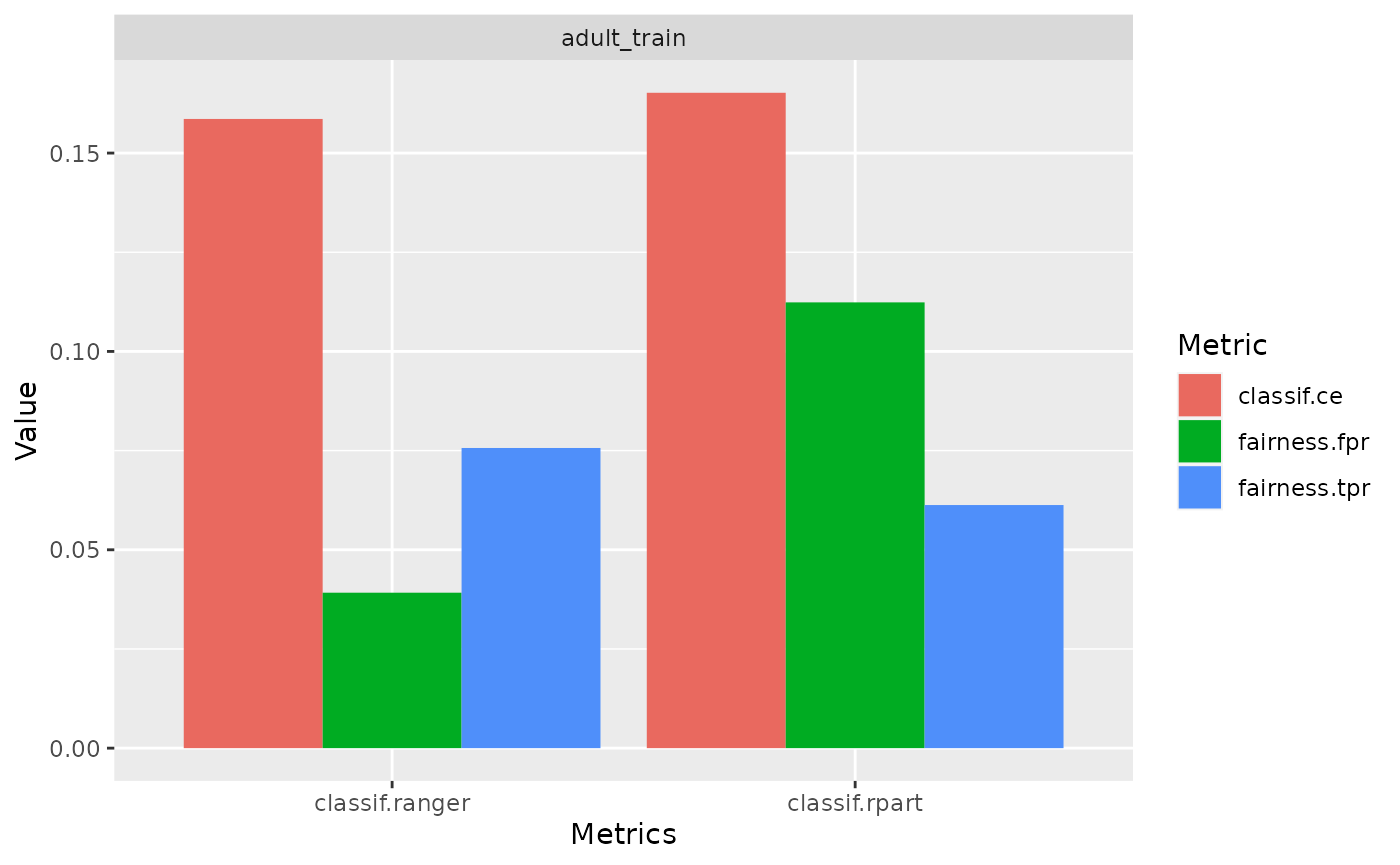 adult_train
0.15
0.10
0.05
0.00
Value
classif.ranger
classif.rpart
Metrics
Metric
classif.ce
fairness.fpr
fairness.tpr